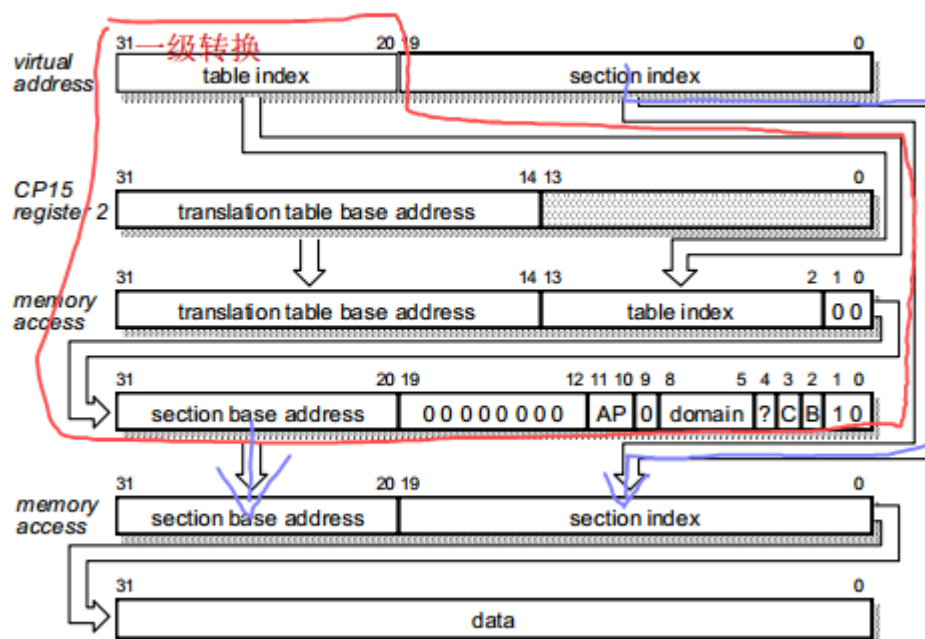 31 一级转换 20 19 0
virtual address table index section index
31 14 13 0
CP15 register 2 translation table base address
31 14 13 2 1 0
memory access translation table base address table index 0 0
31 20 19 12 11 10 9 8 5 4 3 2 1 0
section base address 0 0 0 0 0 0 0 0 AP 0 domain ? C B 1 0
31 20 19 0
memory access section base address section index
31 0
data